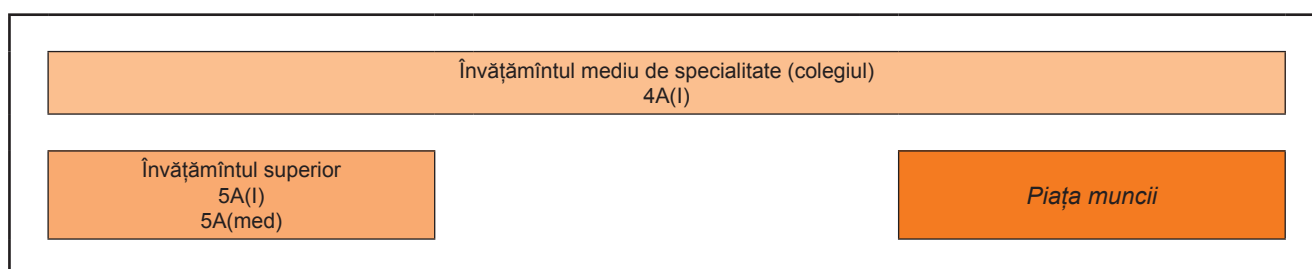 Învățămîntul mediu de specialitate (colegiul)
4A(I)
Învățămîntul superior
5A(I)
5A(med)
Piața muncii